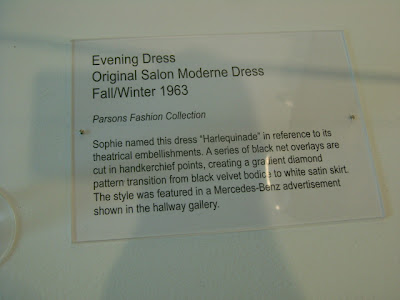 Evening Dress
Original Salon Moderne Dress
Fall/Winter 1963
Parsons Fashion Collection
Sophie named this dress “Harlequinade” in reference to its
theatrical embellishments. A series of black net overlays are
cut in handkerchief points, creating a gradient diamond
pattern transition from black velvet bodice to white satin skirt.
The style was featured in a Mercedes-Benz advertisement
shown in the hallway gallery.